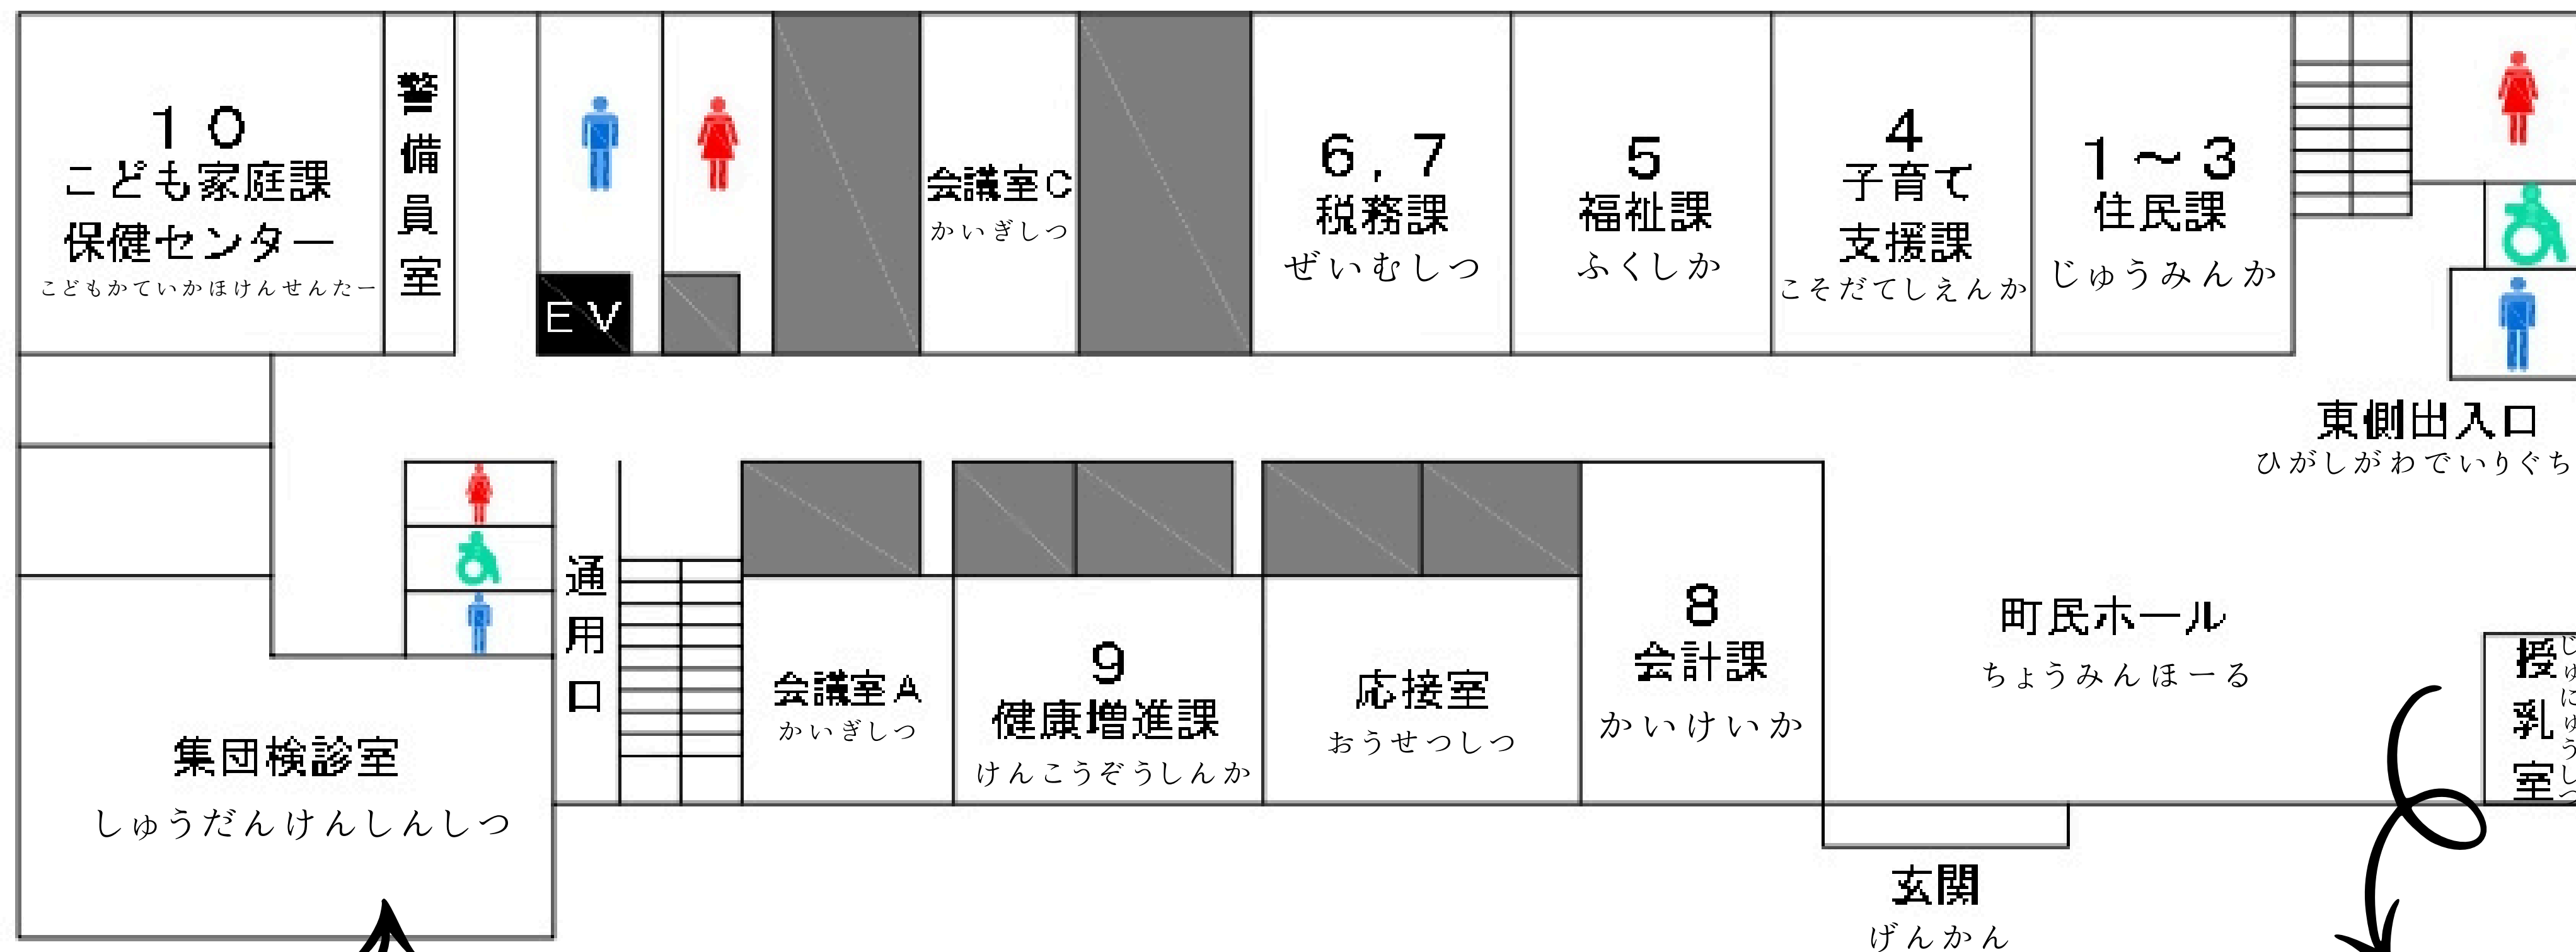 １０
こども家庭課
保健センター
こどもかていかほけんせんたー
警備員室
EV
会議室C
かいぎしつ
6,7
税務課
ぜいむしつ
5
福祉課
ふくしか
4
子育て
支援課
こそだてしえんか
1～3
住民課
じゅうみんか
東側出入口
ひがしがわでいりぐち
通用口
集団検診室
しゅうだんけんしんしつ
会議室A
かいぎしつ
9
健康増進課
けんこうぞうしんか
応接室
おうせつしつ
8
会計課
かいけいか
町民ホール
ちょうみんほーる
授乳室
じゅにゅうしつ
玄関
げんかん